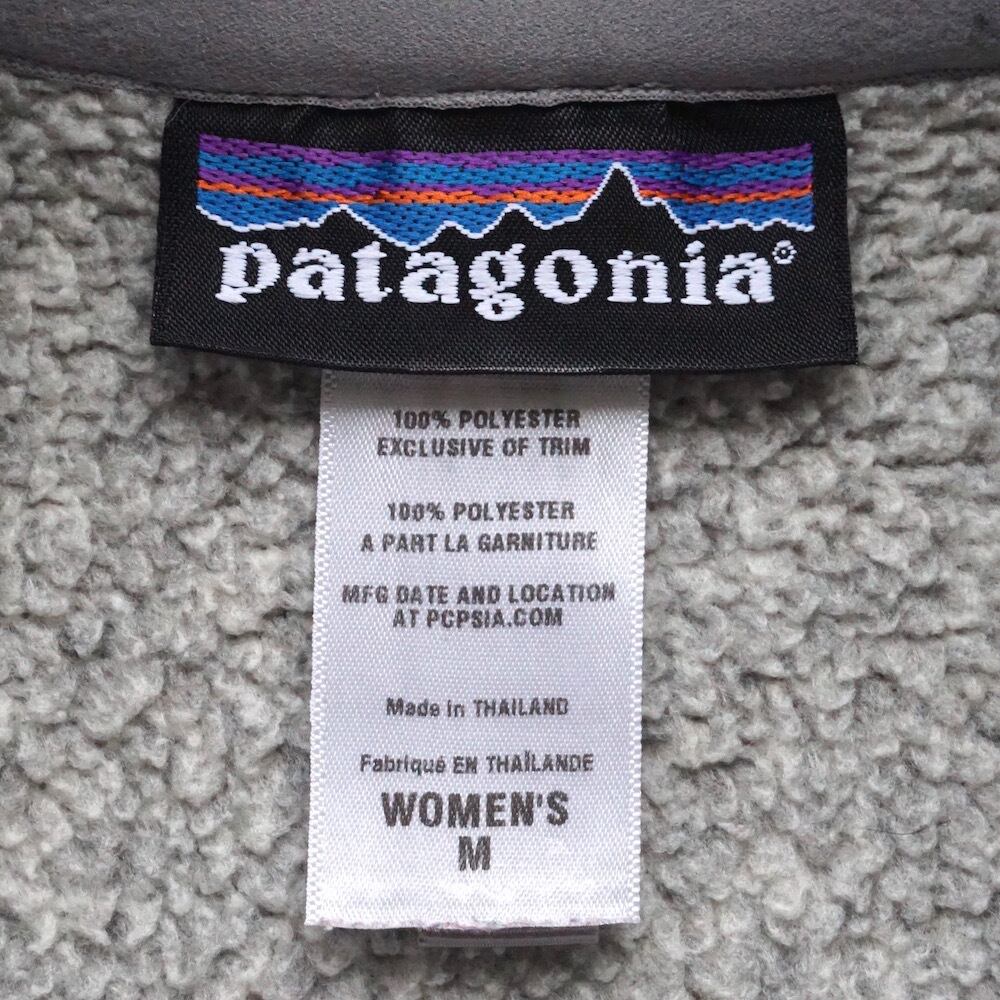 patagonia®
100% POLYESTER
EXCLUSIVE OF TRIM
100% POLYESTER
A PART LA GARNITURE
MFG DATE AND LOCATION
AT PCPSIA.COM
Made in THAILAND
Fabriqué EN THAÏLANDE
WOMEN'S
M